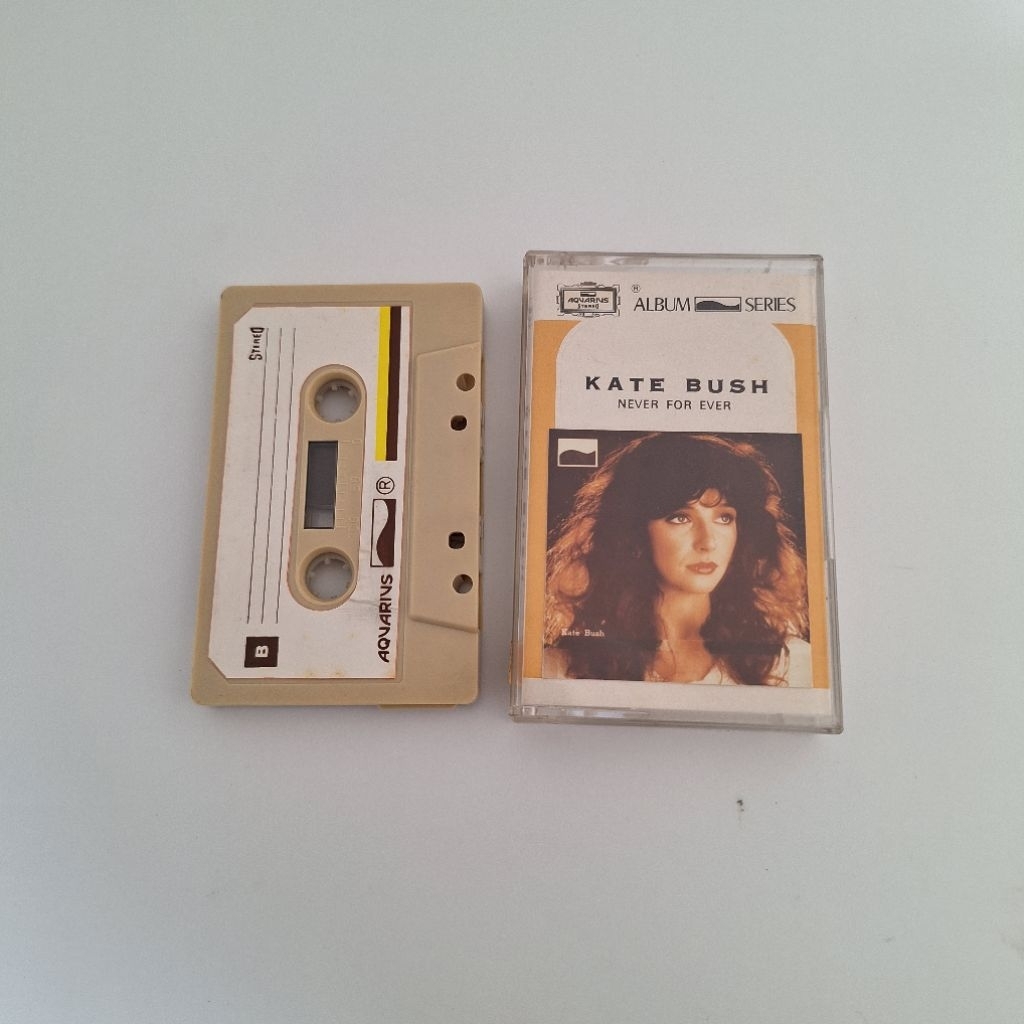 STEREO
B
AQVARIVS ®
AQVARIVS
STEREO
® ALBUM SERIES
KATE BUSH
NEVER FOR EVER
Kate Bush